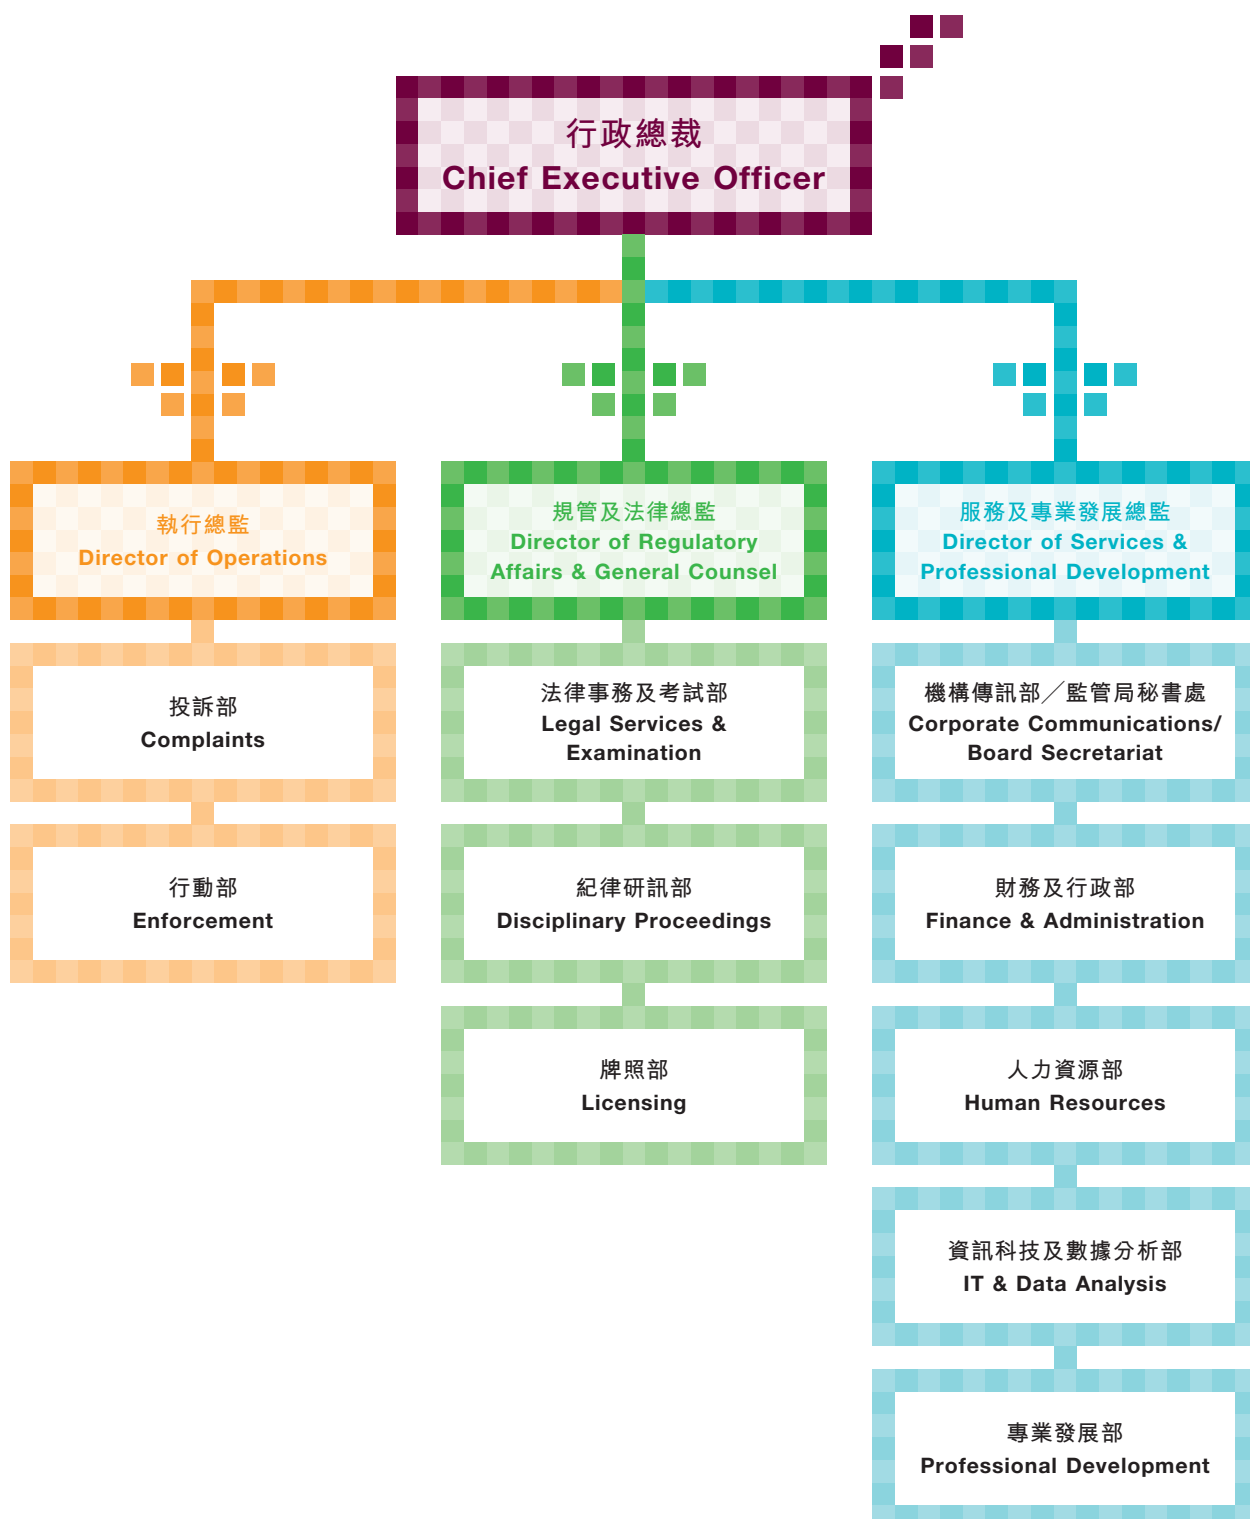 行政總裁
Chief Executive Officer
執行總監
Director of Operations
投訴部
Complaints
行動部
Enforcement
規管及法律總監
Director of Regulatory
Affairs & General Counsel
法律事務及考試部
Legal Services &
Examination
紀律研訊部
Disciplinary Proceedings
牌照部
Licensing
服務及專業發展總監
Director of Services &
Professional Development
機構傳訊部╱監管局秘書處
Corporate Communications/
Board Secretariat
財務及行政部
Finance & Administration
人力資源部
Human Resources
資訊科技及數據分析部
IT & Data Analysis
專業發展部
Professional Development